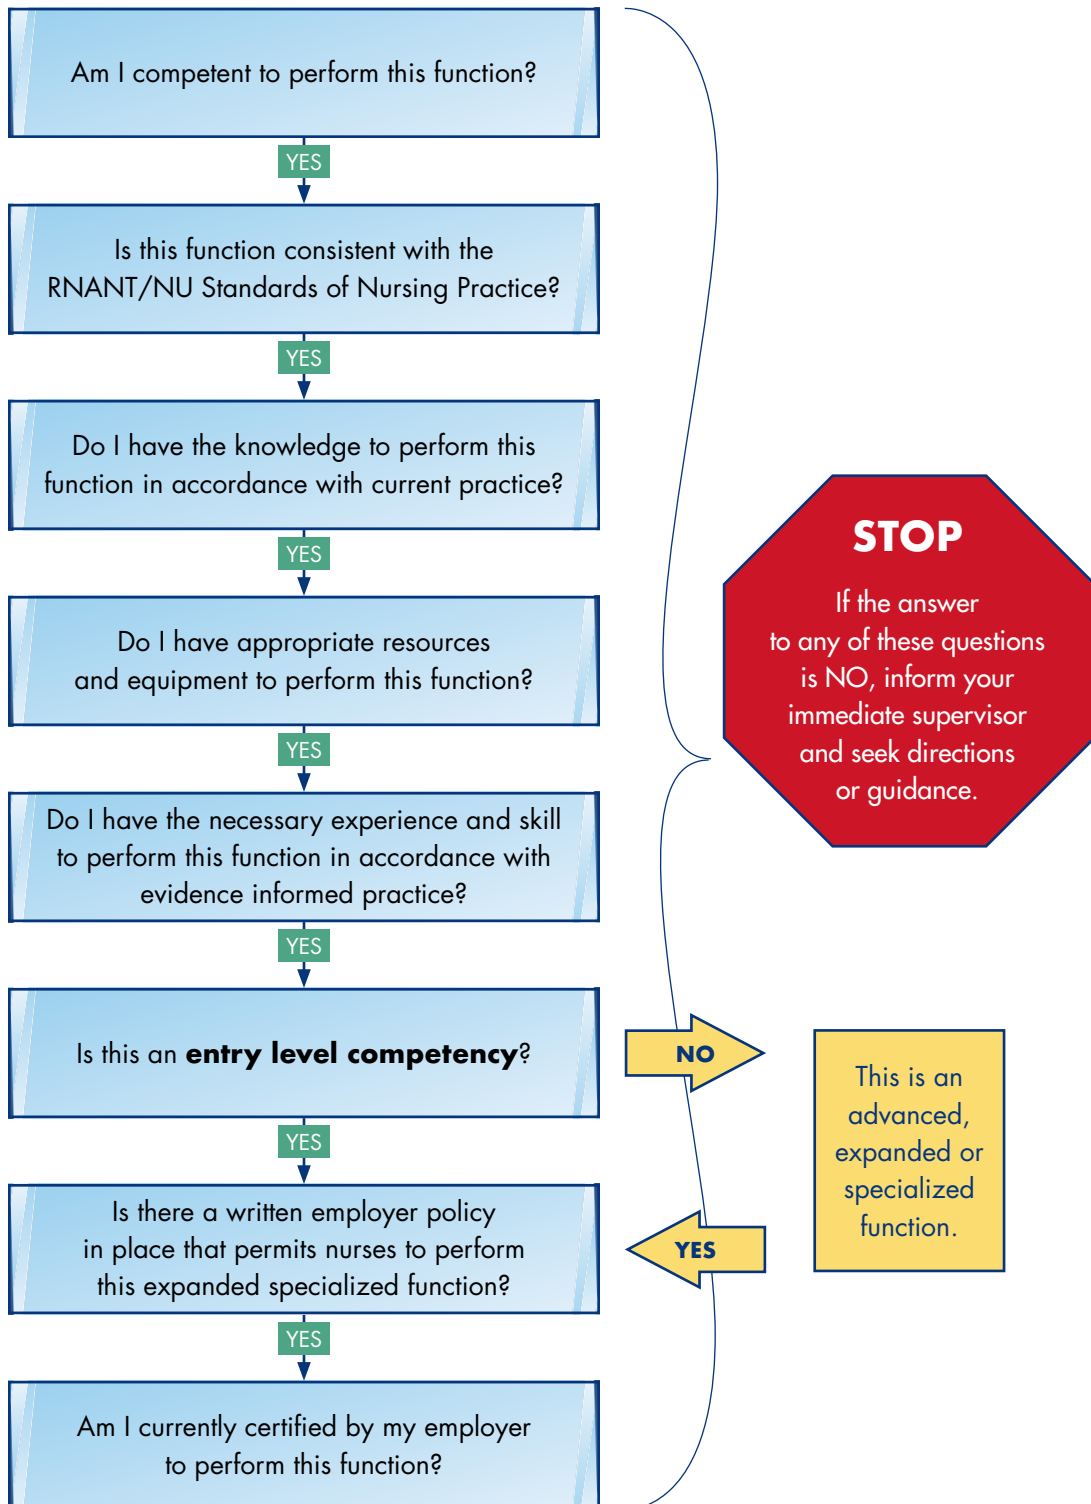 Am I competent to perform this function?
YES
Is this function consistent with the
RNANT/NU Standards of Nursing Practice?
YES
Do I have the knowledge to perform this
function in accordance with current practice?
YES
Do I have appropriate resources
and equipment to perform this function?
YES
Do I have the necessary experience and skill
to perform this function in accordance with
evidence informed practice?
YES
Is this an entry level competency?
YES
Is there a written employer policy
in place that permits nurses to perform
this expanded specialized function?
YES
Am I currently certified by my employer
to perform this function?
STOP
If the answer
to any of these questions
is NO, inform your
immediate supervisor
and seek directions
or guidance.
NO
This is an
advanced,
expanded or
specialized
function.
YES